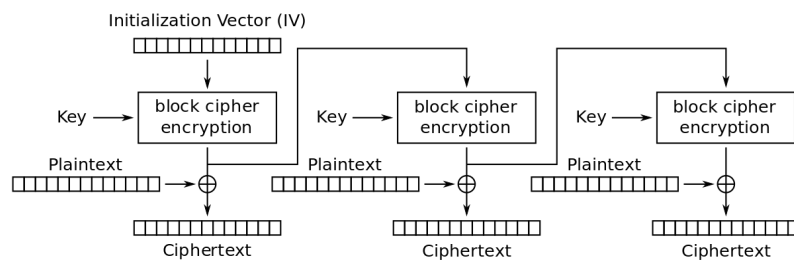 Initialization Vector (IV)
Key
block cipher
encryption
Key
block cipher
encryption
Key
block cipher
encryption
Plaintext
Plaintext
Plaintext
Ciphertext
Ciphertext
Ciphertext